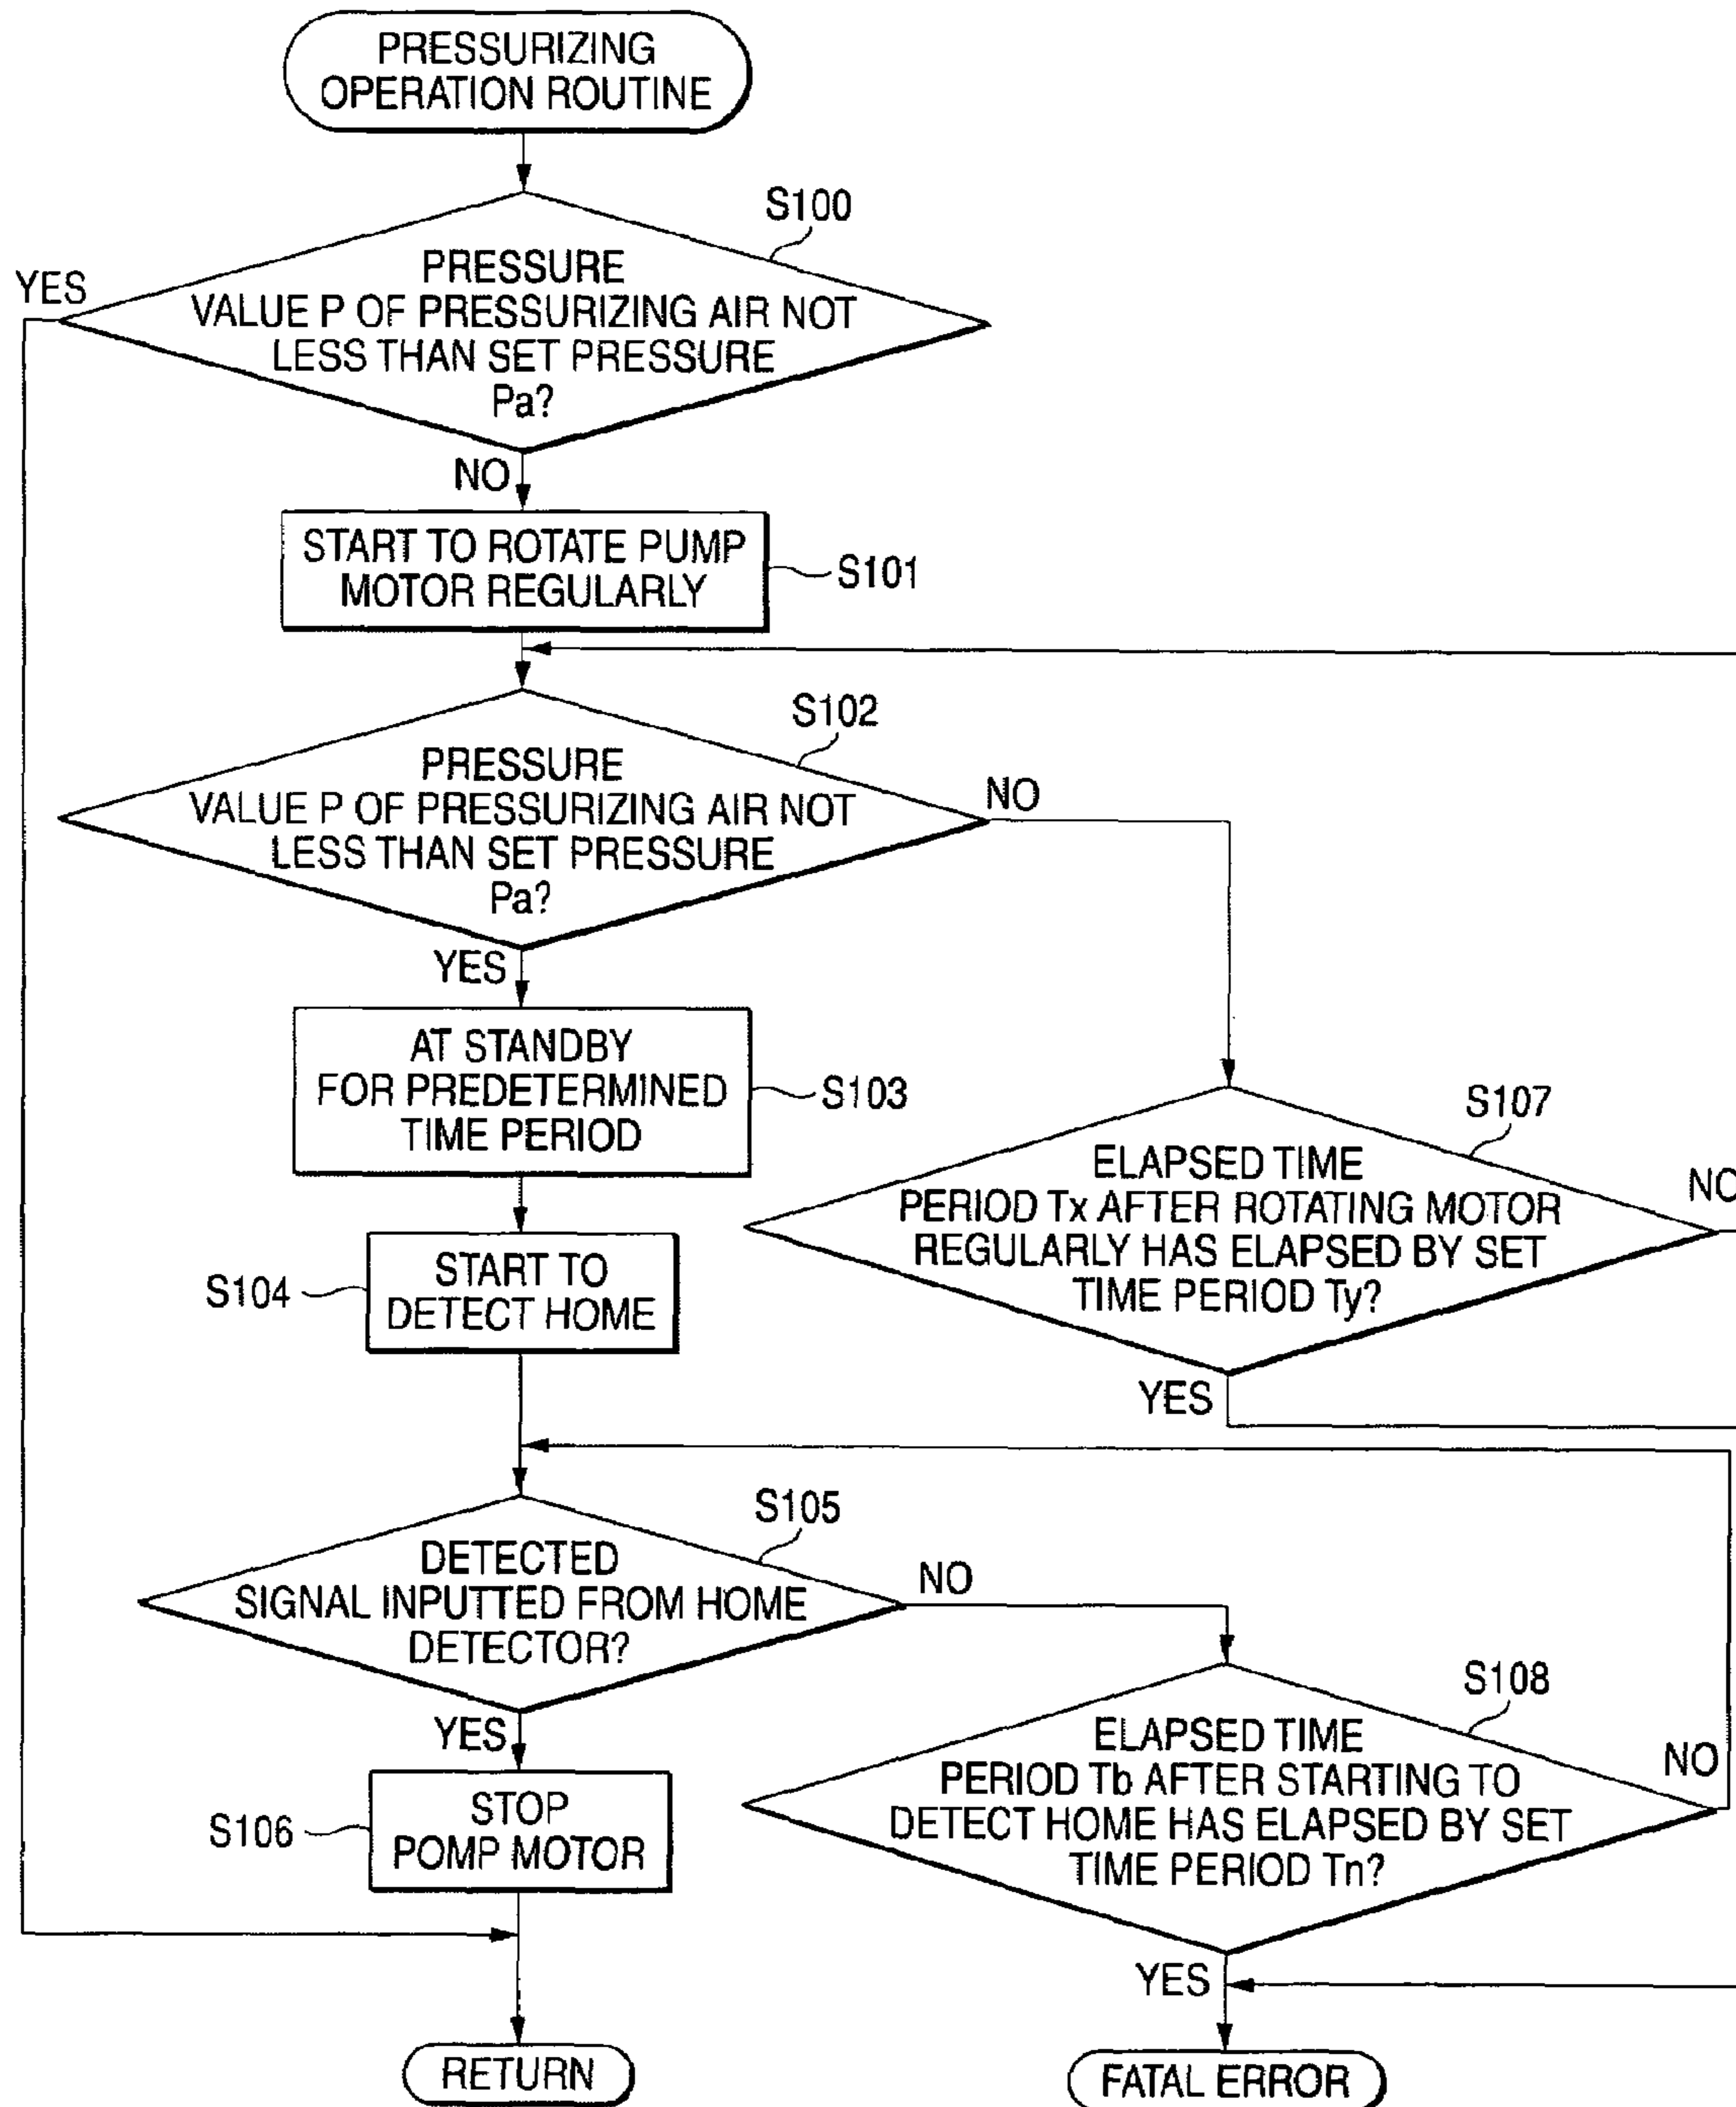 PRESSURIZING
OPERATION ROUTINE
S100
YES
PRESSURE
VALUE P OF PRESSURIZING AIR NOT
LESS THAN SET PRESSURE
Pa?
NO
START TO ROTATE PUMP
MOTOR REGULARLY
S101
S102
PRESSURE
VALUE P OF PRESSURIZING AIR NOT
LESS THAN SET PRESSURE
Pa?
NO
YES
AT STANDBY
FOR PREDETERMINED
TIME PERIOD
S103
S104
START TO
DETECT HOME
S107
ELAPSED TIME
PERIOD Tx AFTER ROTATING MOTOR
REGULARLY HAS ELAPSED BY SET
TIME PERIOD Ty?
NO
YES
S105
DETECTED
SIGNAL INPUTTED FROM HOME
DETECTOR?
NO
YES
S106
STOP
POMP MOTOR
S108
ELAPSED TIME
PERIOD Tb AFTER STARTING TO
DETECT HOME HAS ELAPSED BY SET
TIME PERIOD Tn?
NO
YES
RETURN
FATAL ERROR